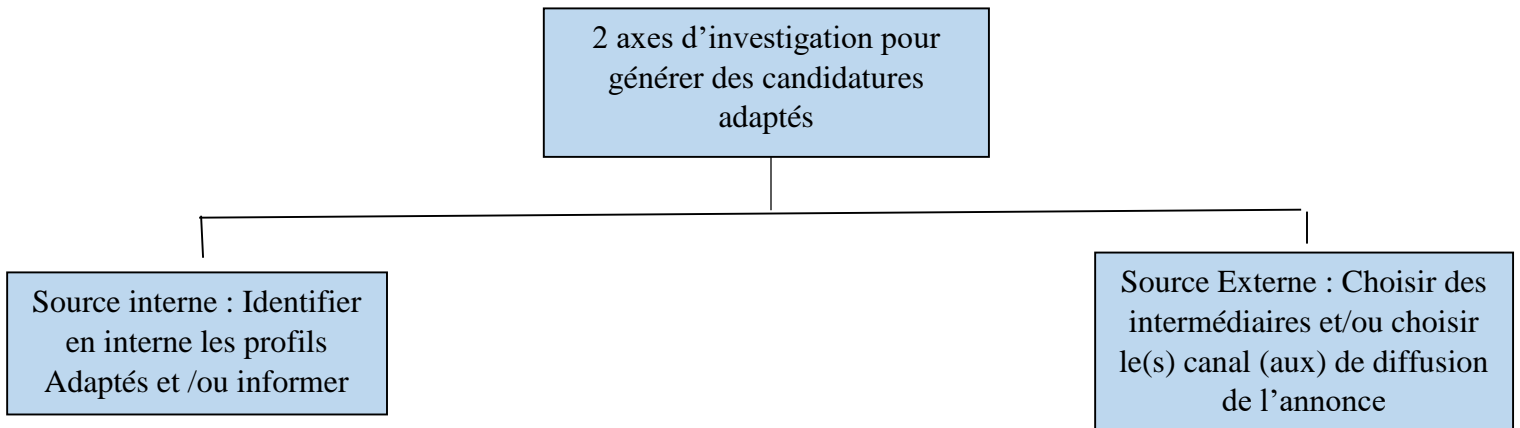 2 axes d’investigation pour
générer des candidatures
adaptés
Source interne : Identifier
en interne les profils
Adaptés et /ou informer
Source Externe : Choisir des
intermédiaires et/ou choisir
le(s) canal (aux) de diffusion
de l’annonce